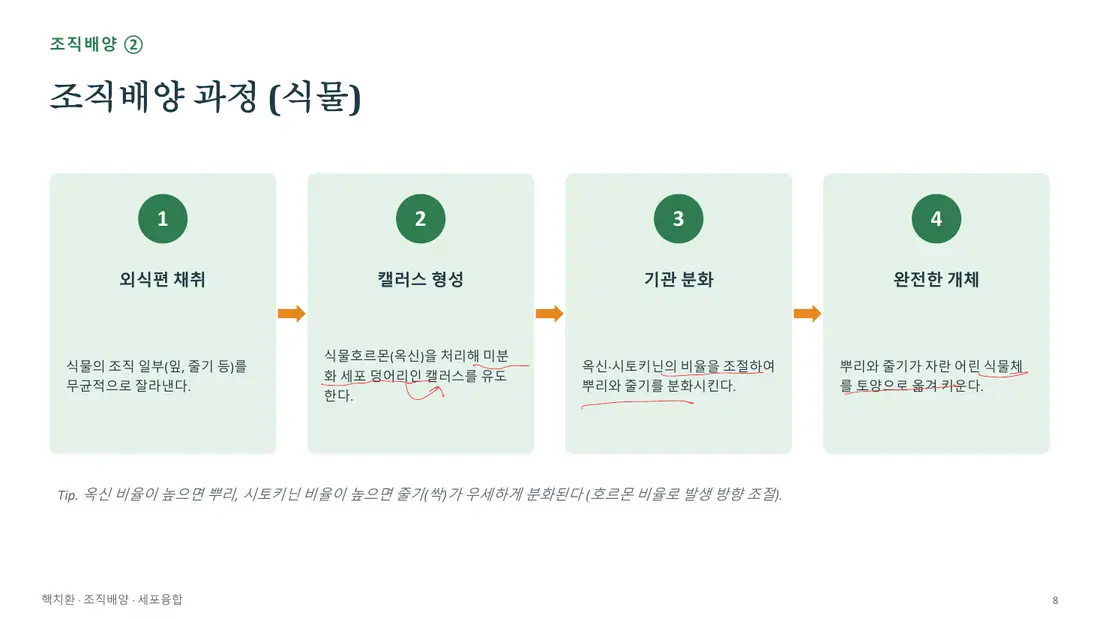 조직배양 ②
조직배양 과정 (식물)
1
외식편 채취
식물의 조직 일부(잎, 줄기 등)를
무균적으로 잘라낸다.
2
캘러스 형성
식물호르몬(옥신)을 처리해 미분
화 세포 덩어리인 캘러스를 유도
한다.
3
기관 분화
옥신·시토키닌의 비율을 조절하여
뿌리와 줄기를 분화시킨다.
4
완전한 개체
뿌리와 줄기가 자란 어린 식물체
를 토양으로 옮겨 키운다.
Tip. 옥신 비율이 높으면 뿌리, 시토키닌 비율이 높으면 줄기(싹)가 우세하게 분화된다 (호르몬 비율로 발생 방향 조절).
핵치환 · 조직배양 · 세포융합
8